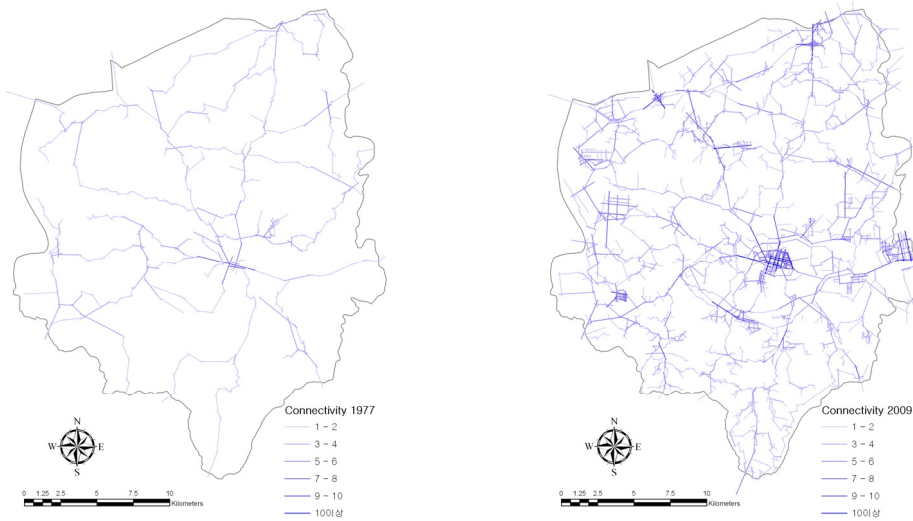 Connectivity 1977
1 - 2
3 - 4
5 - 6
7 - 8
9 - 10
10이상
N
W E
S
0 1.25 2.5 5 7.5 10
Kilometers
Connectivity 2009
1 - 2
3 - 4
5 - 6
7 - 8
9 - 10
10이상
N
W E
S
0 1.25 2.5 5 7.5 10
Kilometers